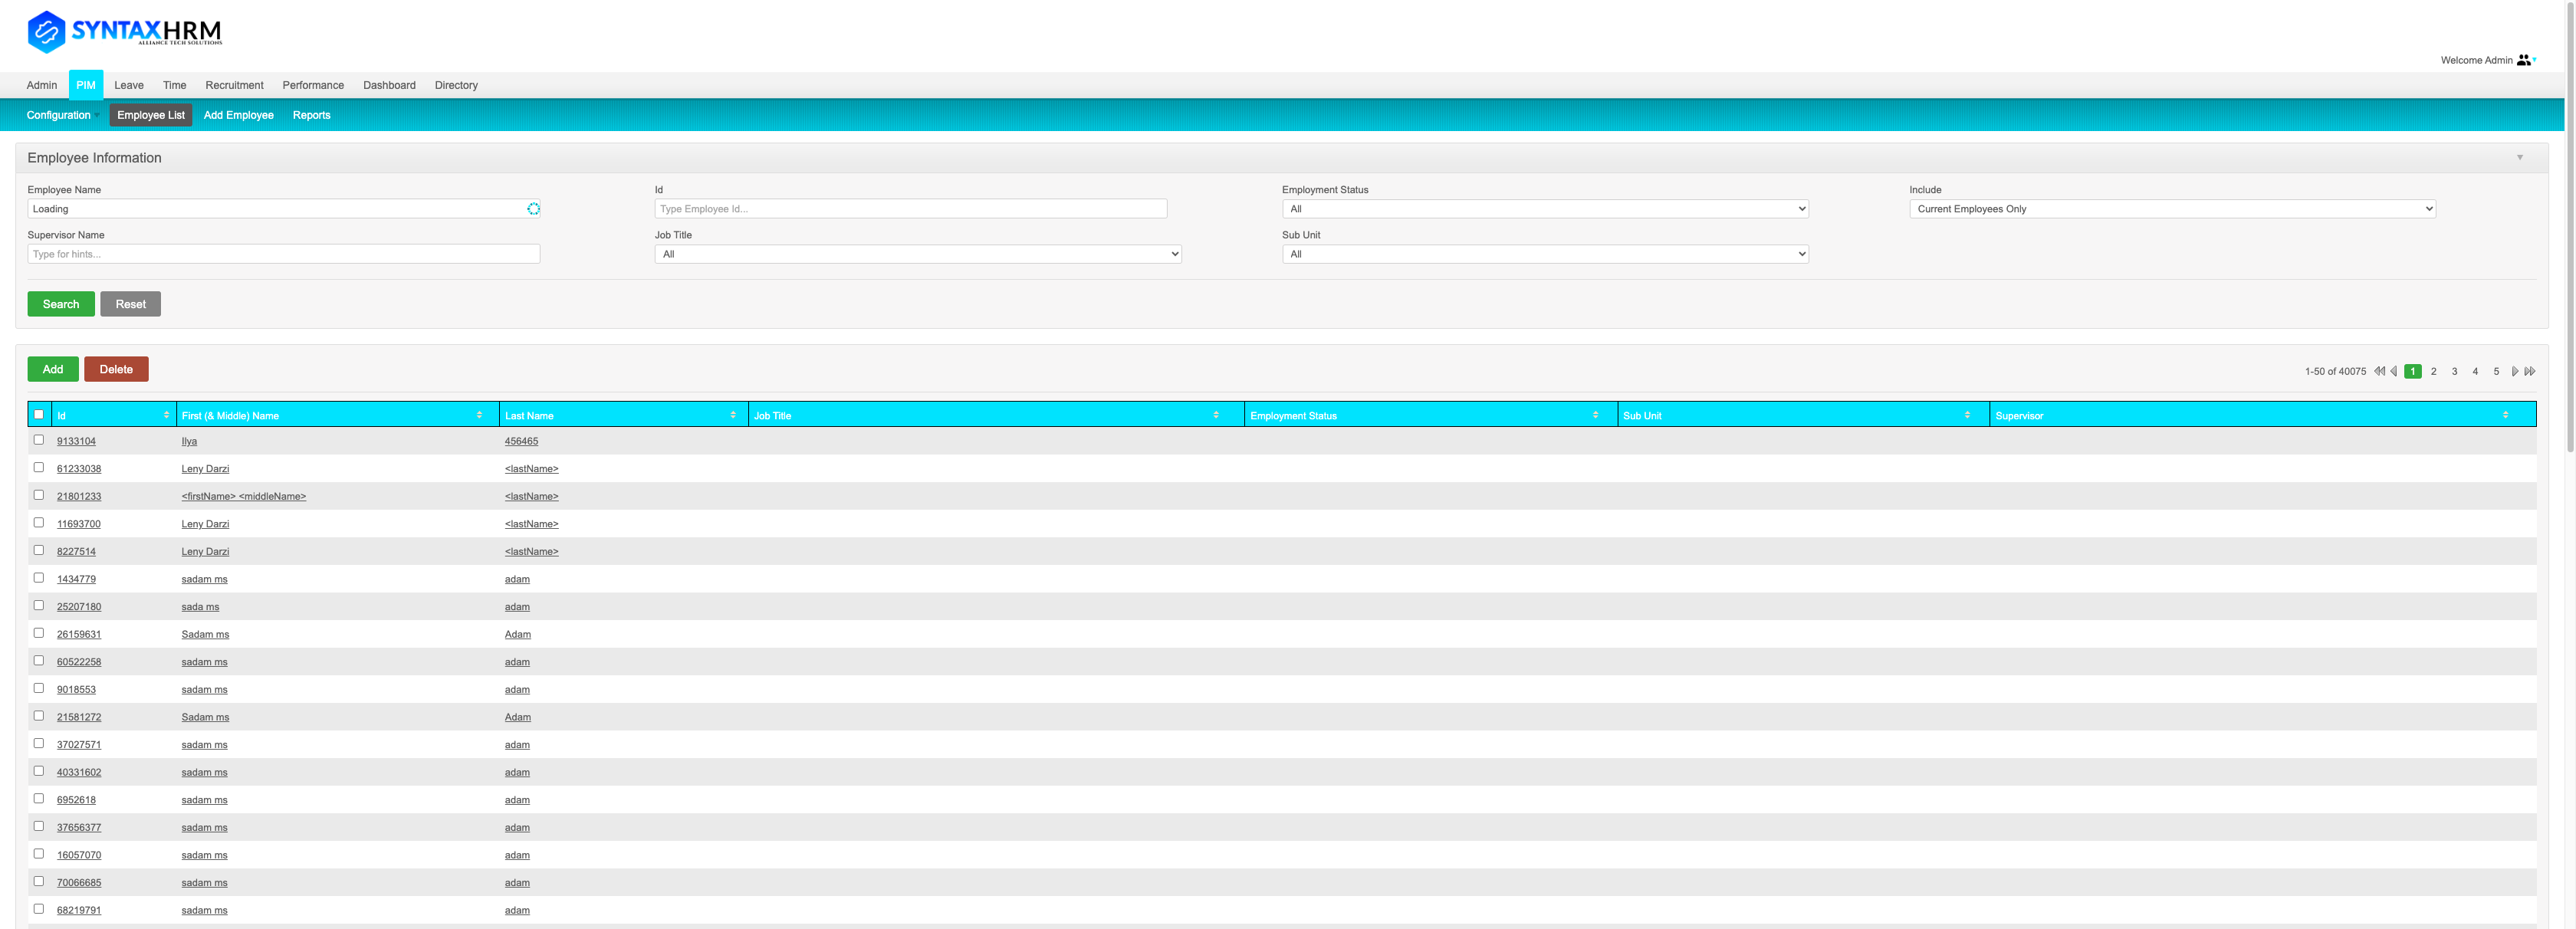 SYNTAXHRM
ALLIANCE TECH SOLUTIONS
Welcome Admin
Admin PIM Leave Time Recruitment Performance Dashboard Directory
Configuration Employee List Add Employee Reports
Employee Information
Employee Name Id Employment Status Include
Loading Type Employee Id... All Current Employees Only
Supervisor Name Job Title Sub Unit
Type for hints... All All
Search Reset
Add Delete 1-50 of 40075 1 2 3 4 5
Id First (& Middle) Name Last Name Job Title Employment Status Sub Unit Supervisor
9133104 Ilya 456465
61233038 Leny Darzi <lastName>
21801233 <firstName> <middleName> <lastName>
11693700 Leny Darzi <lastName>
8227514 Leny Darzi <lastName>
1434779 sadam ms adam
25207180 sada ms adam
26159631 Sadam ms Adam
60522258 sadam ms adam
9018553 sadam ms adam
21581272 Sadam ms Adam
37027571 sadam ms adam
40331602 sadam ms adam
6952618 sadam ms adam
37656377 sadam ms adam
16057070 sadam ms adam
70066685 sadam ms adam
68219791 sadam ms adam